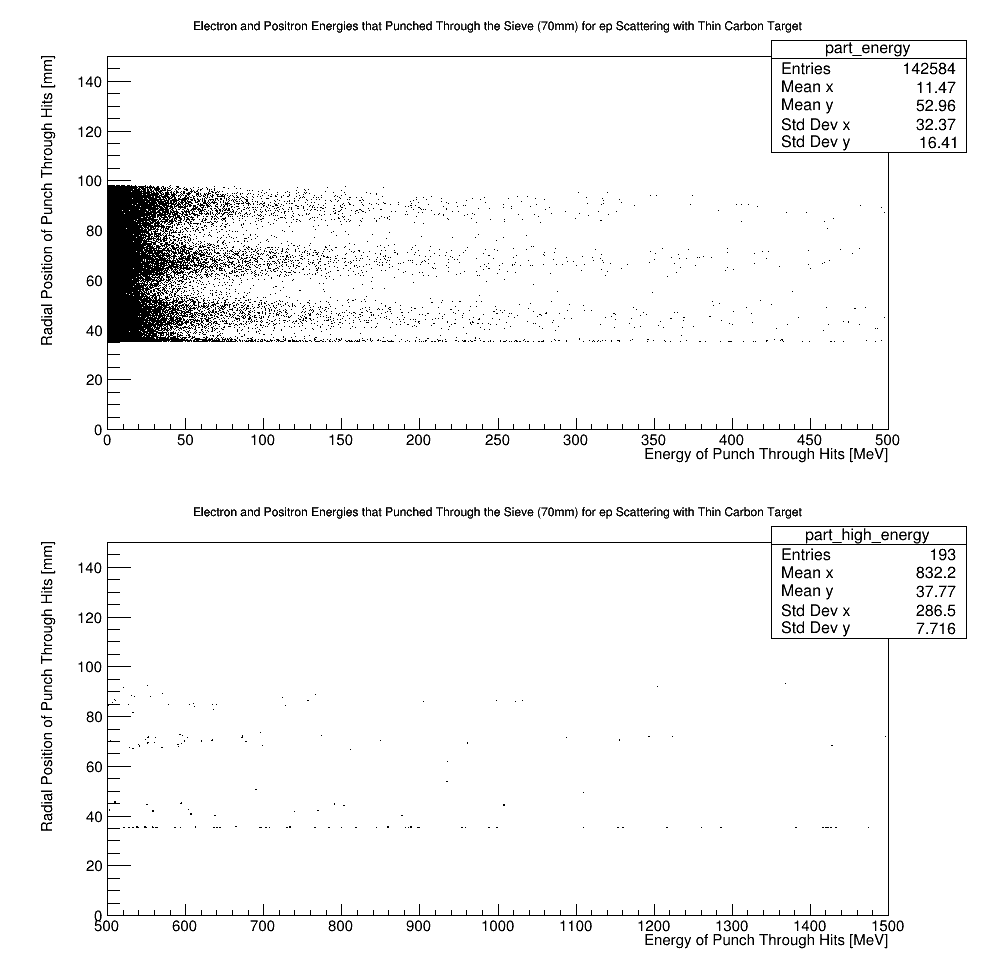 Electron and Positron Energies that Punched Through the Sieve (70mm) for ep Scattering with Thin Carbon Target
part_energy
Entries 142584
Mean x 11.47
Mean y 52.96
Std Dev x 32.37
Std Dev y 16.41
Radial Position of Punch Through Hits [mm]
140
120
100
80
60
40
20
0
0 50 100 150 200 250 300 350 400 450 500
Energy of Punch Through Hits [MeV]
Electron and Positron Energies that Punched Through the Sieve (70mm) for ep Scattering with Thin Carbon Target
part_high_energy
Entries 193
Mean x 832.2
Mean y 37.77
Std Dev x 286.5
Std Dev y 7.716
Radial Position of Punch Through Hits [mm]
140
120
100
80
60
40
20
0
500 600 700 800 900 1000 1100 1200 1300 1400 1500
Energy of Punch Through Hits [MeV]